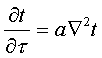 ∂t/∂τ = a∇²t